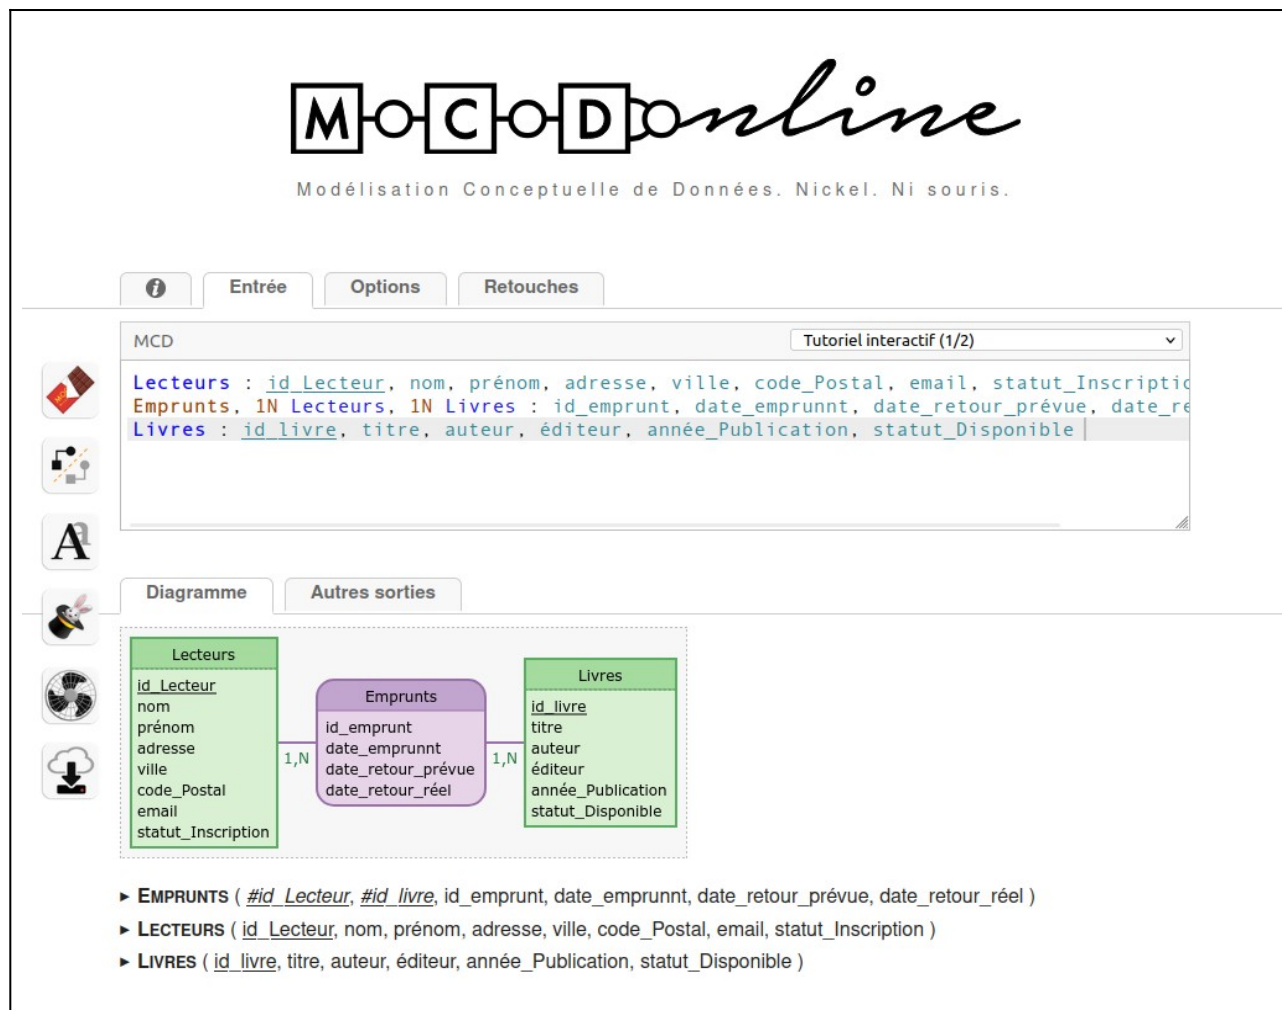 MoCoDonline
Modélisation Conceptuelle de Données. Nickel. Ni souris.
i Entrée Options Retouches
MCD Tutoriel interactif (1/2)
Lecteurs : id_Lecteur, nom, prénom, adresse, ville, code_Postal, email, statut_Inscriptio
Emprunts, 1N Lecteurs, 1N Livres : id_emprunt, date_emprunnt, date_retour_prévue, date_re
Livres : id_livre, titre, auteur, éditeur, année_Publication, statut_Disponible
Aa
Diagramme Autres sorties
Lecteurs
id_Lecteur
nom
prénom
adresse
ville
code_Postal
email
statut_Inscription
1,N
Emprunts
id_emprunt
date_emprunnt
date_retour_prévue
date_retour_réel
1,N
Livres
id_livre
titre
auteur
éditeur
année_Publication
statut_Disponible
▸ EMPRUNTS ( #id_Lecteur, #id_livre, id_emprunt, date_emprunnt, date_retour_prévue, date_retour_réel )
▸ LECTEURS ( id_Lecteur, nom, prénom, adresse, ville, code_Postal, email, statut_Inscription )
▸ LIVRES ( id_livre, titre, auteur, éditeur, année_Publication, statut_Disponible )